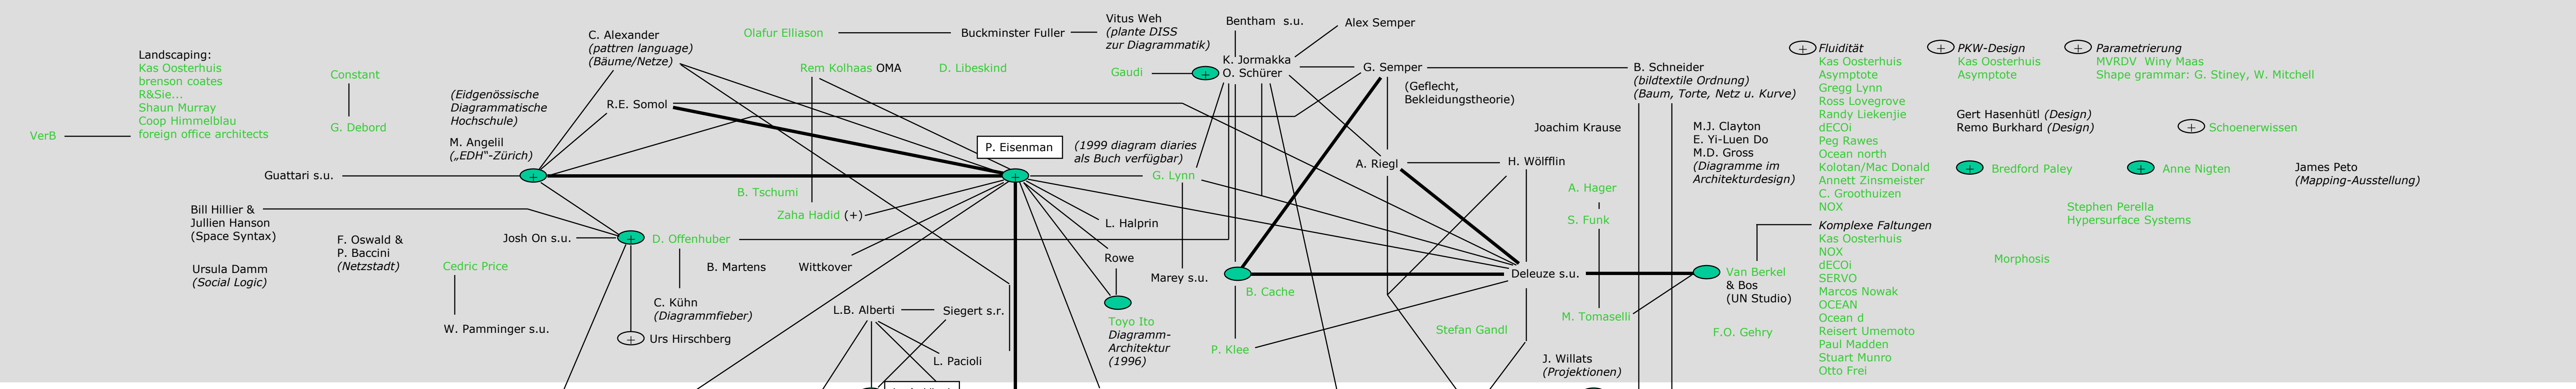 VerB
Landscaping:
Kas Oosterhuis
brenson coates
R&Sie...
Shaun Murray
Coop Himmelblau
foreign office architects
Constant
G. Debord
(Eidgenössische
Diagrammatische
Hochschule)
M. Angelil
(„EDH"-Zürich)
Guattari s.u.
Bill Hillier &
Jullien Hanson
(Space Syntax)
Ursula Damm
(Social Logic)
F. Oswald &
P. Baccini
(Netzstadt)
Cedric Price
W. Pamminger s.u.
Josh On s.u.
C. Alexander
(pattren language)
(Bäume/Netze)
R.E. Somol
D. Offenhuber
C. Kühn
(Diagrammfieber)
Urs Hirschberg
B. Martens
Olafur Elliason
Buckminster Fuller
Vitus Weh
(plante DISS
zur Diagrammatik)
Rem Kolhaas OMA
D. Libeskind
B. Tschumi
Zaha Hadid (+)
Wittkover
L.B. Alberti
Siegert s.r.
L. Pacioli
P. Eisenman
(1999 diagram diaries
als Buch verfügbar)
Gaudi
G. Lynn
L. Halprin
Rowe
Marey s.u.
Toyo Ito
Diagramm-
Architektur
(1996)
Bentham s.u.
Alex Semper
K. Jormakka
O. Schürer
G. Semper
(Geflecht,
Bekleidungstheorie)
A. Riegl
H. Wölfflin
B. Cache
P. Klee
Deleuze s.u.
Stefan Gandl
Joachim Krause
A. Hager
S. Funk
M. Tomaselli
J. Willats
(Projektionen)
B. Schneider
(bildtextile Ordnung)
(Baum, Torte, Netz u. Kurve)
M.J. Clayton
E. Yi-Luen Do
M.D. Gross
(Diagramme im
Architekturdesign)
Van Berkel
& Bos
(UN Studio)
F.O. Gehry
Fluidität
Kas Oosterhuis
Asymptote
Gregg Lynn
Ross Lovegrove
Randy Liekenjie
dECOi
Peg Rawes
Ocean north
Kolotan/Mac Donald
Annett Zinsmeister
C. Groothuizen
NOX
Komplexe Faltungen
Kas Oosterhuis
NOX
dECOi
SERVO
Marcos Nowak
OCEAN
Ocean d
Reisert Umemoto
Paul Madden
Stuart Munro
Otto Frei
PKW-Design
Kas Oosterhuis
Asymptote
Parametrierung
MVRDV Winy Maas
Shape grammar: G. Stiney, W. Mitchell
Gert Hasenhütl (Design)
Remo Burkhard (Design)
Schoenerwissen
Bredford Paley
Anne Nigten
James Peto
(Mapping-Ausstellung)
Stephen Perella
Hypersurface Systems
Morphosis